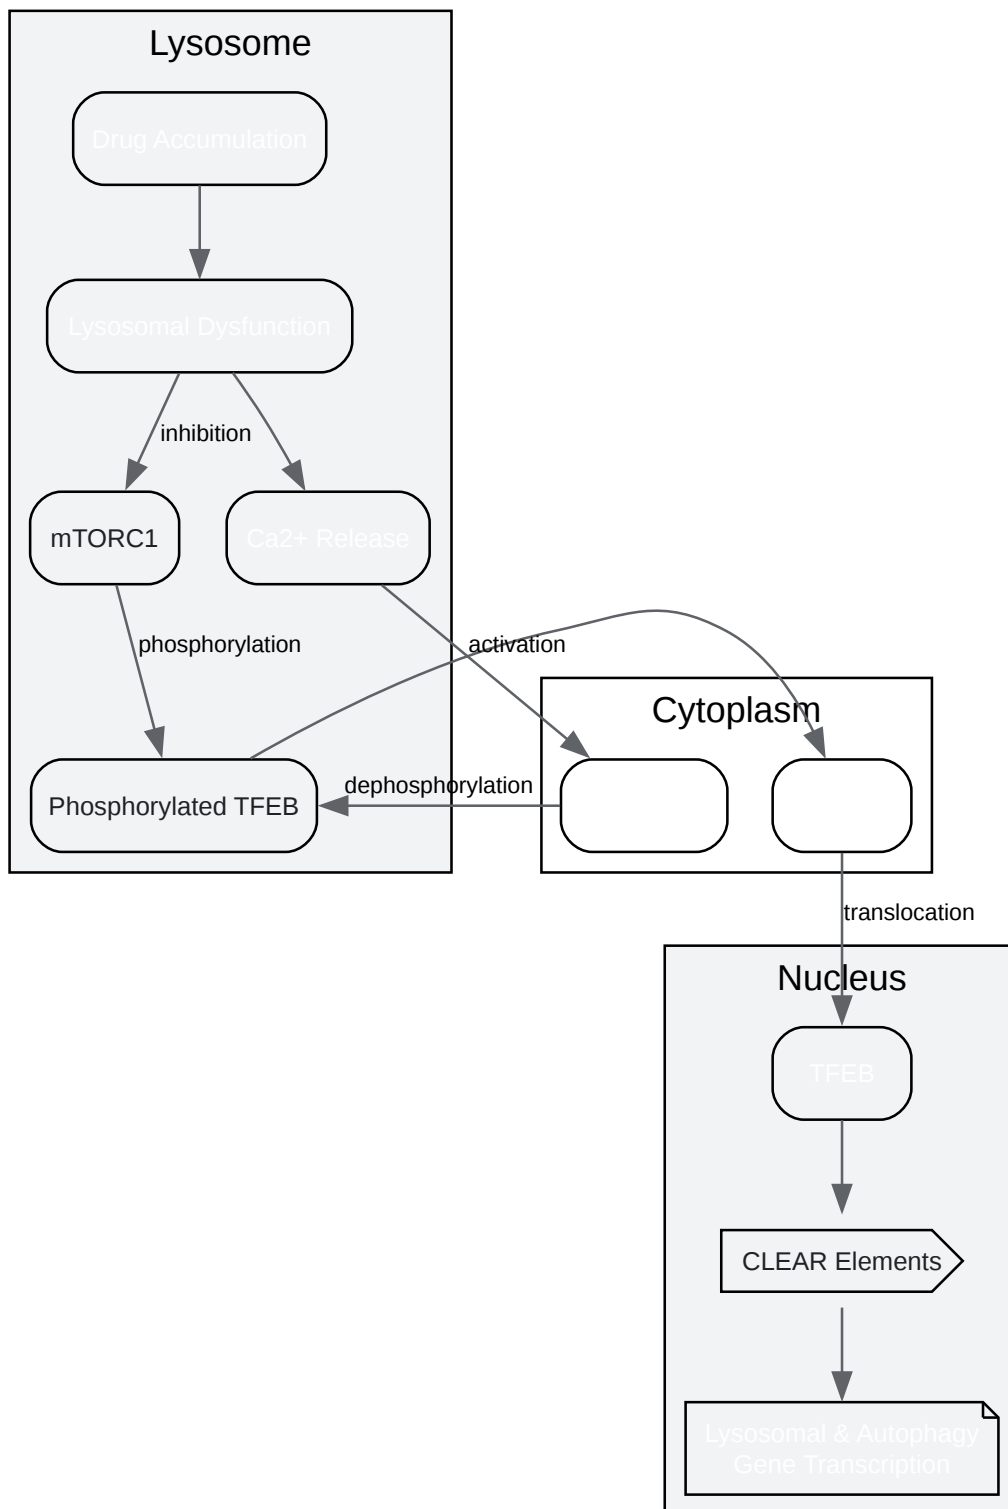 Lysosome
Drug Accumulation
Lysosomal Dysfunction
inhibition
mTORC1
Ca2+ Release
phosphorylation
activation
Cytoplasm
dephosphorylation
Phosphorylated TFEB
translocation
Nucleus
TFEB
CLEAR Elements
Lysosomal & Autophagy
Gene Transcription